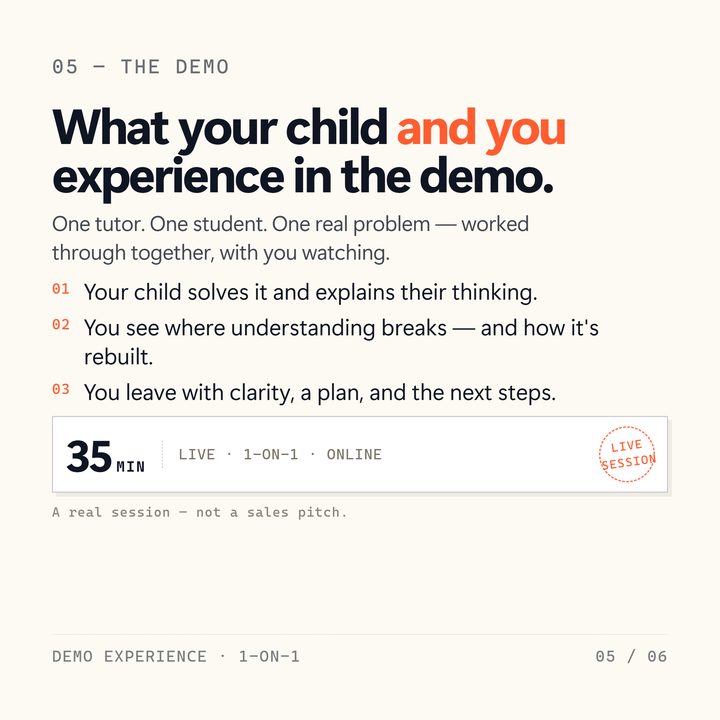 05 — THE DEMO
What your child and you
experience in the demo.
One tutor. One student. One real problem — worked
through together, with you watching.
01 Your child solves it and explains their thinking.
02 You see where understanding breaks — and how it's
rebuilt.
03 You leave with clarity, a plan, and the next steps.
35 MIN LIVE · 1-ON-1 · ONLINE
LIVE
SESSION
A real session — not a sales pitch.
DEMO EXPERIENCE · 1-ON-1 05 / 06